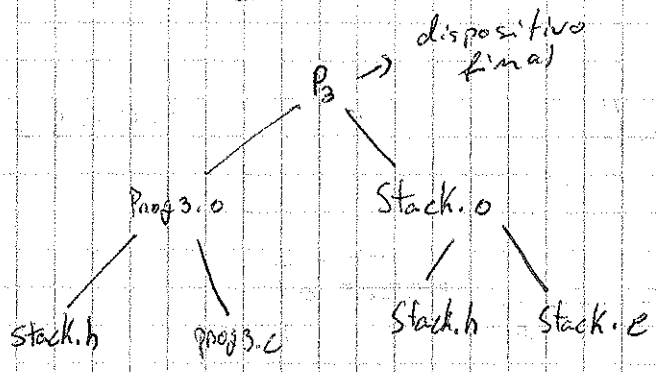 dispositivo
final
P3
Prog3.o
Stack.o
Stack.h
prog3.c
Stack.h
Stack.c